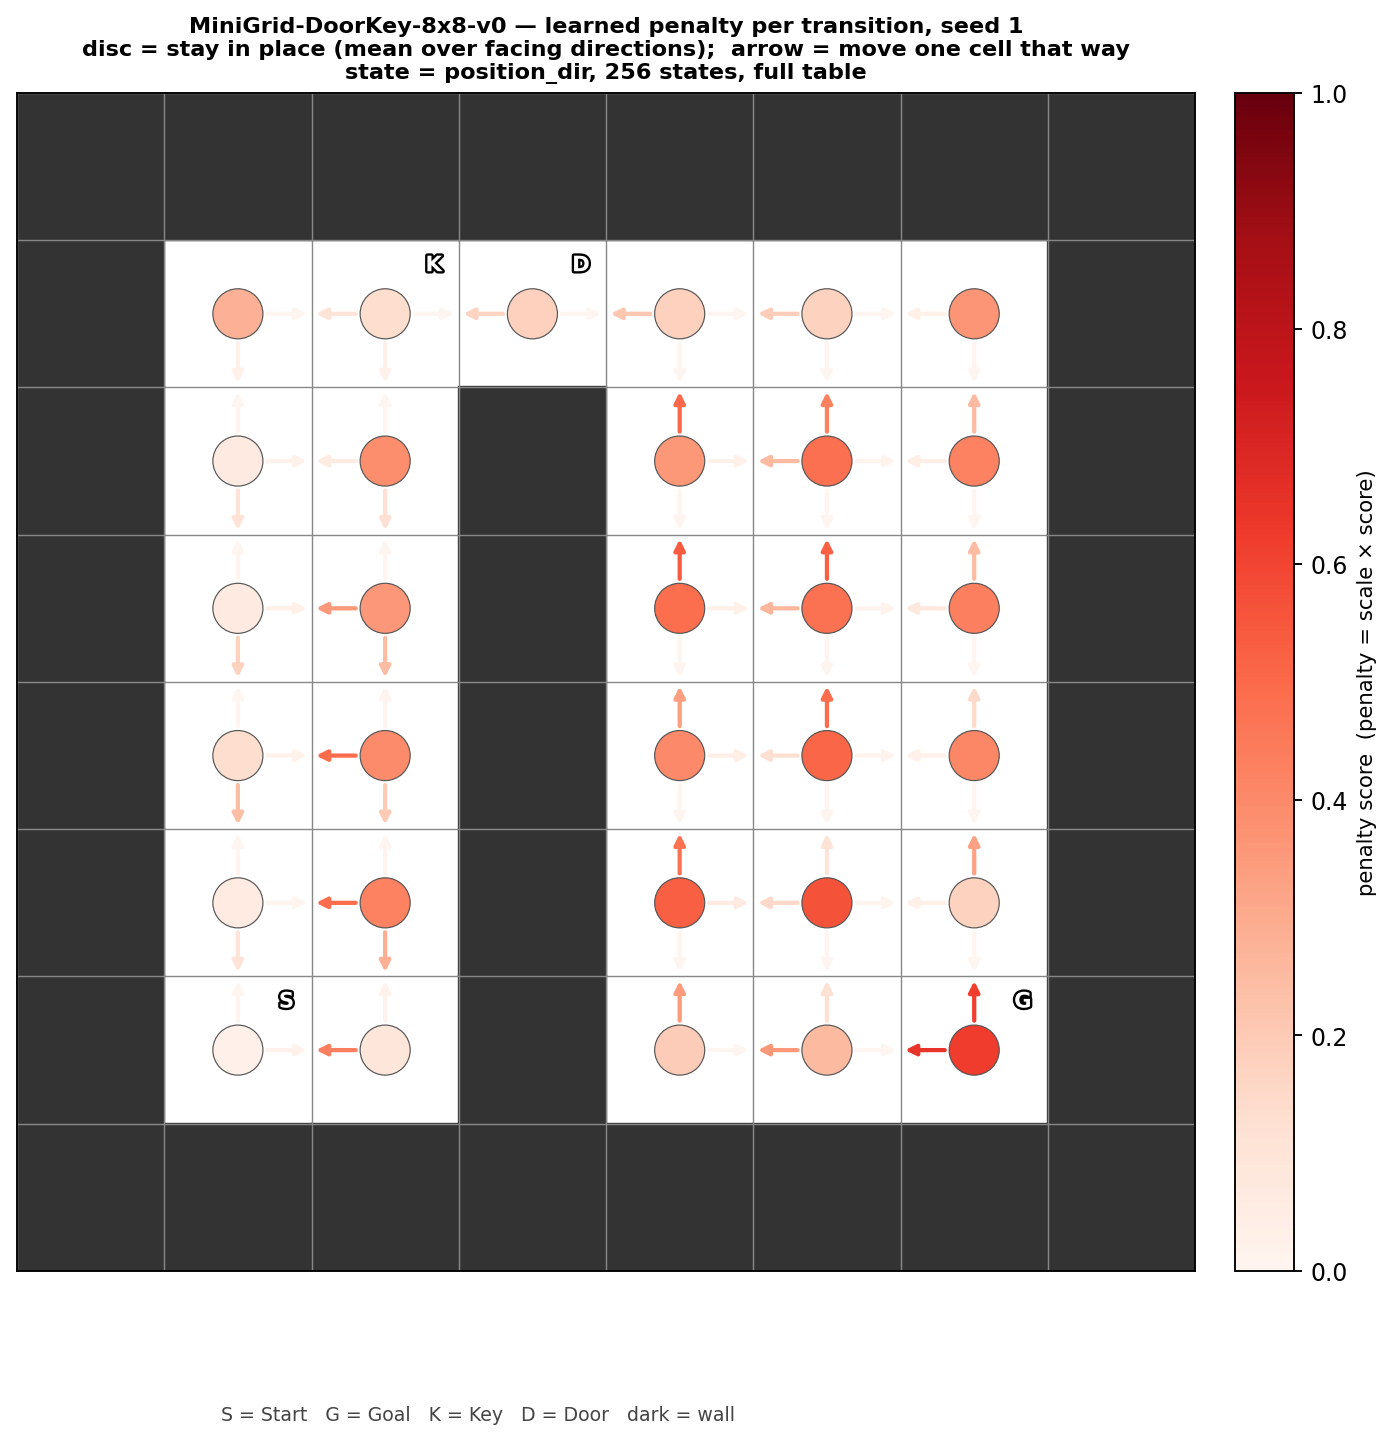 MiniGrid-DoorKey-8x8-v0 — learned penalty per transition, seed 1
disc = stay in place (mean over facing directions);  arrow = move one cell that way
state = position_dir, 256 states, full table
K
D
S
G
1.0
0.8
0.6
0.4
0.2
0.0
penalty score  (penalty = scale × score)
S = Start   G = Goal   K = Key   D = Door   dark = wall